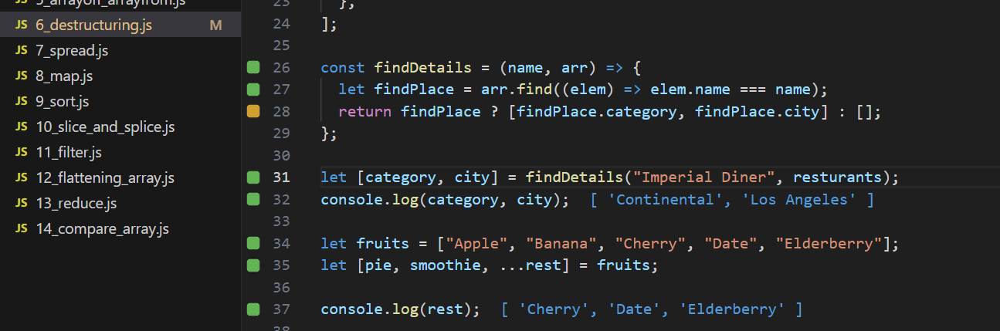 JS 5_arrayof_arrayfrom.js
JS 6_destructuring.js M
JS 7_spread.js
JS 8_map.js
JS 9_sort.js
JS 10_slice_and_splice.js
JS 11_filter.js
JS 12_flattening_array.js
JS 13_reduce.js
JS 14_compare_array.js
23 },
24 ];
25
26 const findDetails = (name, arr) => {
27 let findPlace = arr.find((elem) => elem.name === name);
28 return findPlace ? [findPlace.category, findPlace.city] : [];
29 };
30
31 let [category, city] = findDetails("Imperial Diner", resturants);
32 console.log(category, city); [ 'Continental', 'Los Angeles' ]
33
34 let fruits = ["Apple", "Banana", "Cherry", "Date", "Elderberry"];
35 let [pie, smoothie, ...rest] = fruits;
36
37 console.log(rest); [ 'Cherry', 'Date', 'Elderberry' ]
38